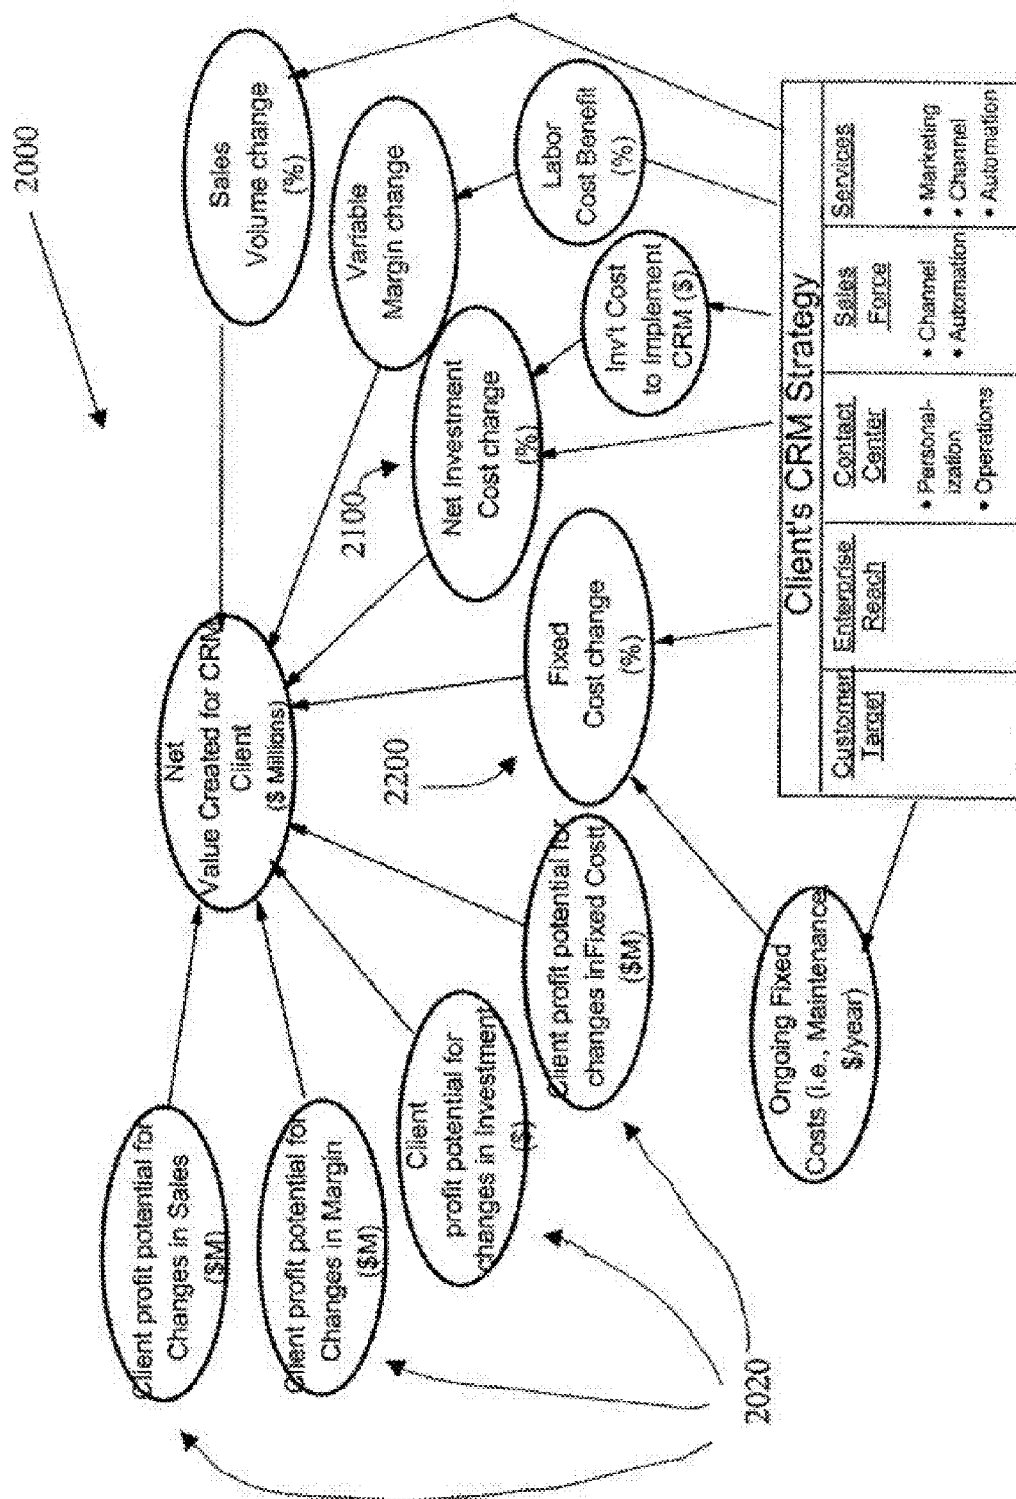 2000
Sales
Volume change
(%)
Variable
Margin change
Labor
Cost Benefit
(%)
Net Investment
Cost change
(%)
Inv't Cost
to Implement
CRM ($)
2100
Net
Value Created for CRM
Client
($ Millions)
Fixed
Cost change
(%)
2200
Client profit potential for
Changes in Sales
($M)
Client profit potential for
Changes in Margin
($M)
Client
profit potential for
changes in Investment
($)
Client profit potential for
changes inFixed Costt
($M)
Ongoing Fixed
Costs (i.e., Maintenance
$/year)
2020
Client's CRM Strategy
Customer
Target
Enterprise
Reach
Contact
Center
• Personal-
ization
• Operations
Sales
Force
• Channel
• Automation
Services
• Marketing
• Channel
• Automation